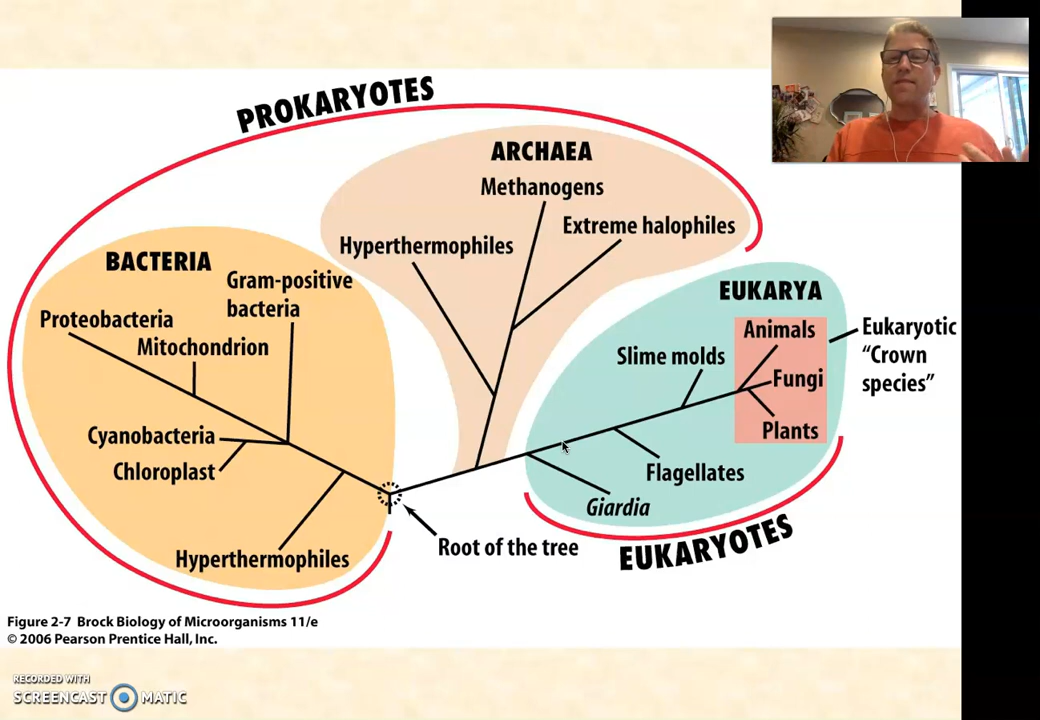 PROKARYOTES
ARCHAEA
Methanogens
Extreme halophiles
Hyperthermophiles
BACTERIA
Gram-positive
bacteria
Proteobacteria
Mitochondrion
Cyanobacteria
Chloroplast
Hyperthermophiles
EUKARYA
Animals
Slime molds
Fungi
Plants
Eukaryotic
“Crown
species”
Flagellates
Giardia
Root of the tree
EUKARYOTES
Figure 2-7 Brock Biology of Microorganisms 11/e
© 2006 Pearson Prentice Hall, Inc.
RECORDED WITH
SCREENCAST MATIC